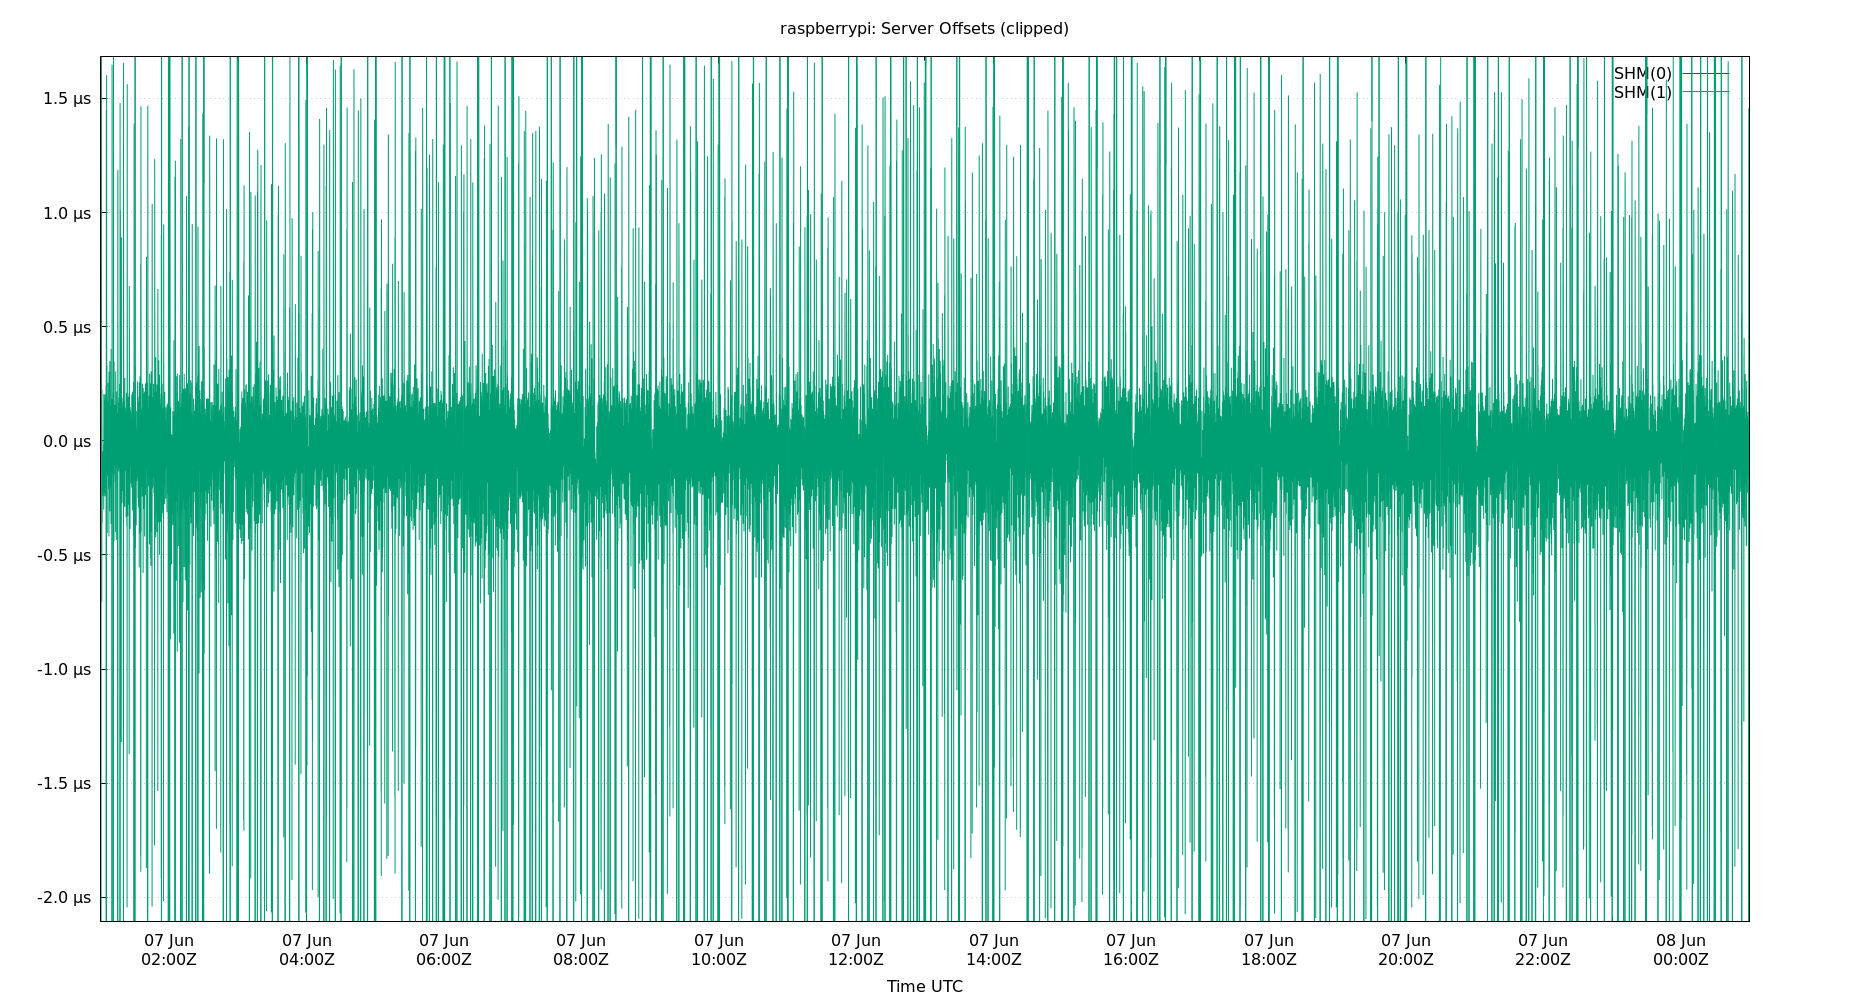 raspberrypi: Server Offsets (clipped)
SHM(0)
SHM(1)
1.5 µs
1.0 µs
0.5 µs
0.0 µs
-0.5 µs
-1.0 µs
-1.5 µs
-2.0 µs
07 Jun 07 Jun 07 Jun 07 Jun 07 Jun 07 Jun 07 Jun 07 Jun 07 Jun 07 Jun 07 Jun 08 Jun
02:00Z 04:00Z 06:00Z 08:00Z 10:00Z 12:00Z 14:00Z 16:00Z 18:00Z 20:00Z 22:00Z 00:00Z
Time UTC